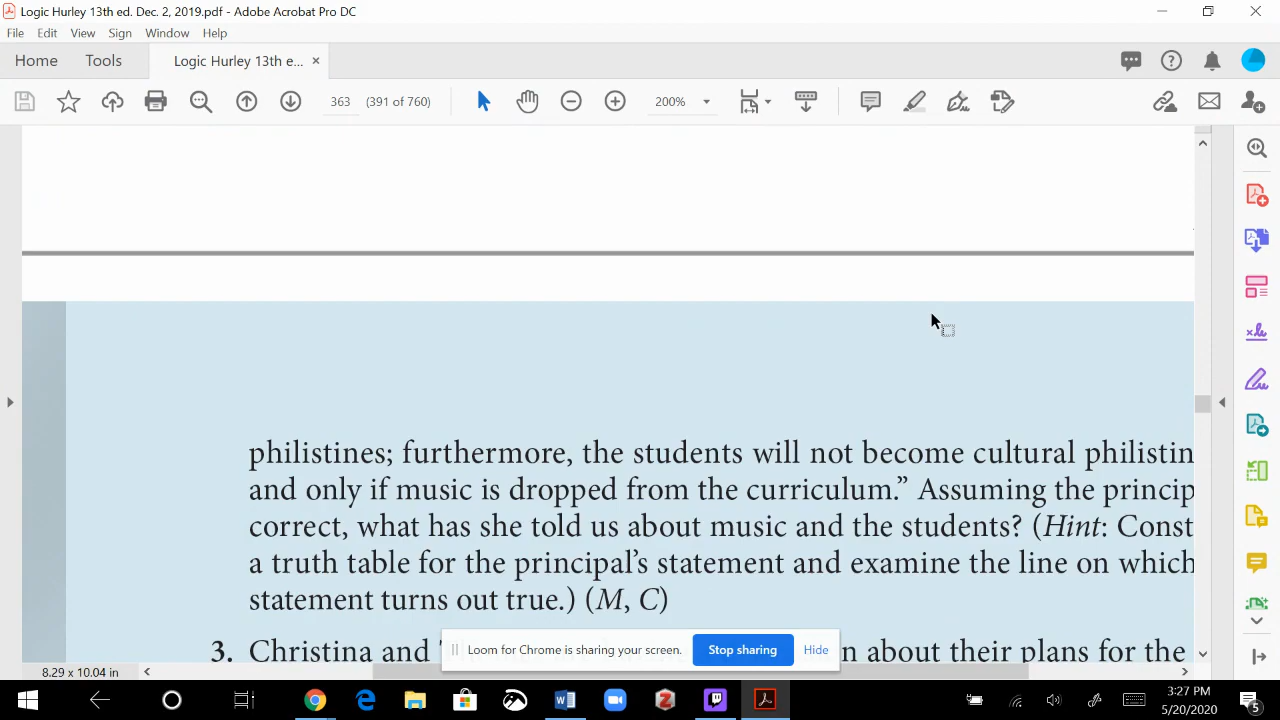 Logic Hurley 13th ed. Dec. 2, 2019.pdf - Adobe Acrobat Pro DC
File Edit View Sign Window Help
Home Tools Logic Hurley 13th e... ×
363 (391 of 760) 200%
philistines; furthermore, the students will not become cultural philistin
and only if music is dropped from the curriculum.” Assuming the princip
correct, what has she told us about music and the students? (Hint: Const
a truth table for the principal’s statement and examine the line on which
statement turns out true.) (M, C)
3. Christina and about their plans for the
Loom for Chrome is sharing your screen. Stop sharing Hide
8.29 x 10.04 in
3:27 PM
5/20/2020
5